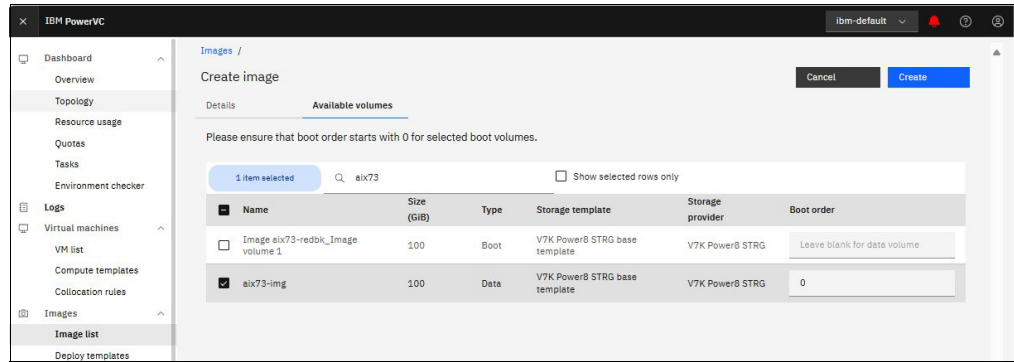 IBM PowerVC
ibm-default
Dashboard
Overview
Topology
Resource usage
Quotas
Tasks
Environment checker
Logs
Virtual machines
VM list
Compute templates
Collocation rules
Images
Image list
Deploy templates
Images /
Create image
Cancel
Create
Details
Available volumes
Please ensure that boot order starts with 0 for selected boot volumes.
1 item selected
aix73
Show selected rows only
Name
Size
(GiB)
Type
Storage template
Storage
provider
Boot order
Image aix73-redbk_Image
volume 1
100
Boot
V7K Power8 STRG base
template
V7K Power8 STRG
Leave blank for data volume
aix73-img
100
Data
V7K Power8 STRG base
template
V7K Power8 STRG
0